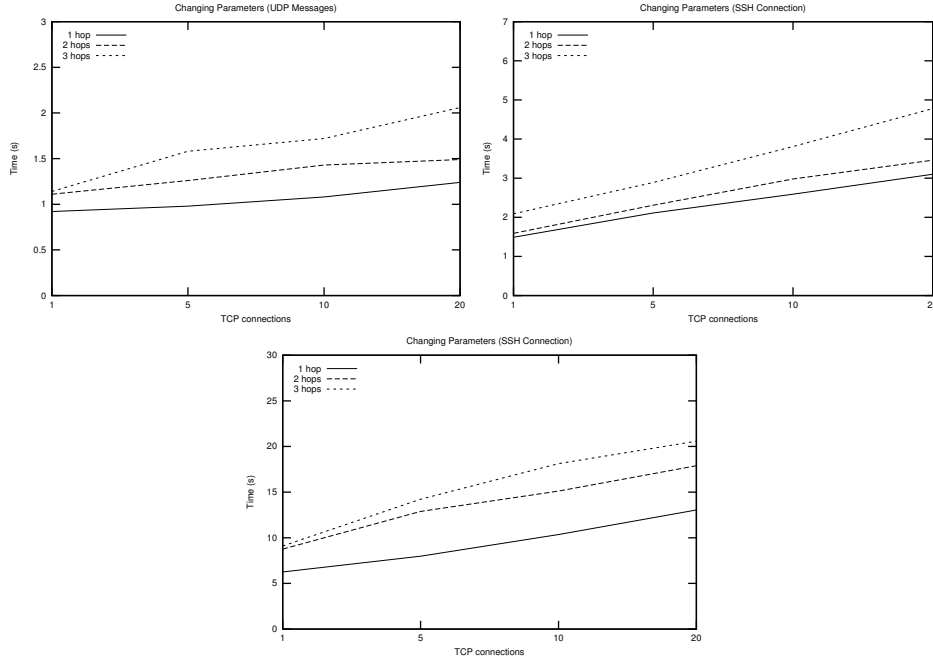 Changing Parameters (UDP Messages)
3
2.5
2
1.5
1
0.5
0
Time (s)
1 hop
2 hops
3 hops
1 5 10 20
TCP connections
Changing Parameters (SSH Connection)
7
6
5
4
3
2
1
0
Time (s)
1 hop
2 hops
3 hops
1 5 10 2
TCP connections
Changing Parameters (SSH Connection)
30
25
20
15
10
5
0
Time (s)
1 hop
2 hops
3 hops
1 5 10 20
TCP connections